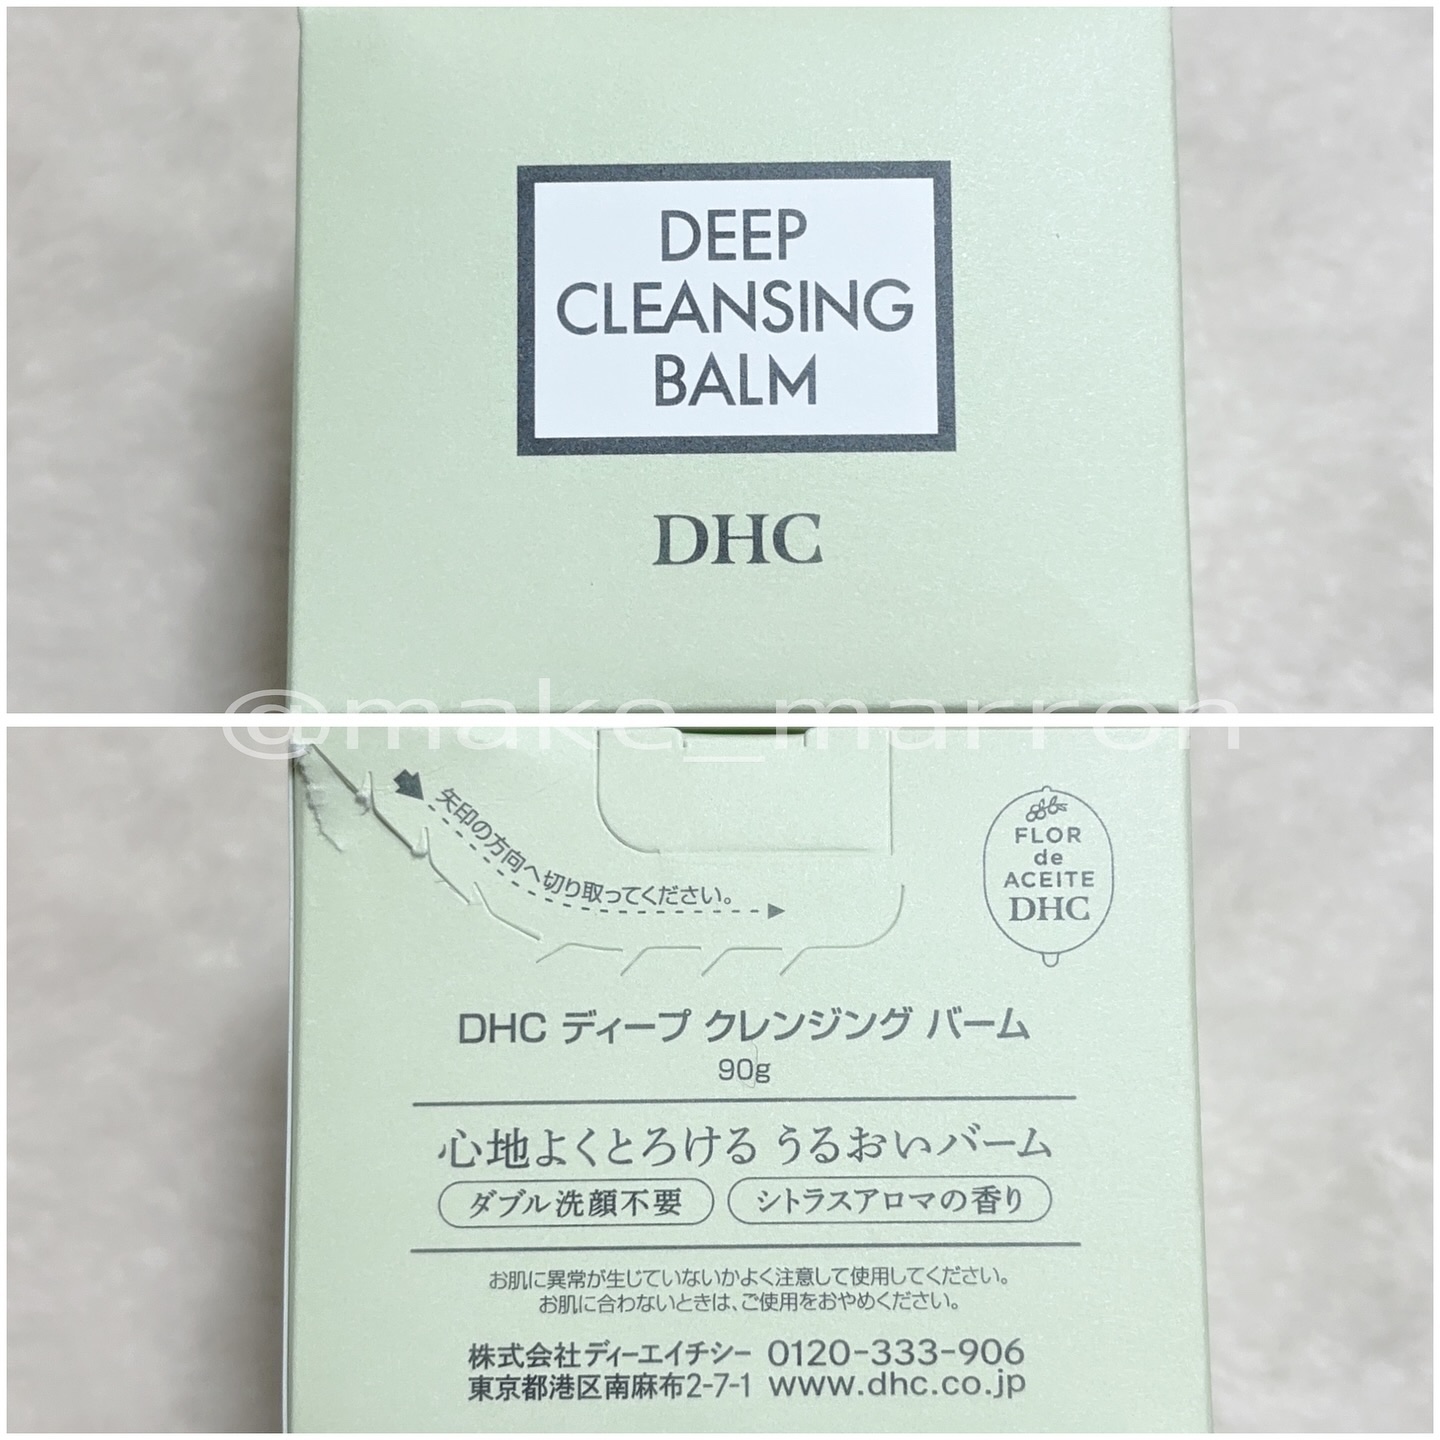 DEEP
CLEANSING
BALM
DHC
@make_marron
矢印の方向へ切り取ってください。
FLOR
de
ACEITE
DHC
DHC ディープ クレンジング バーム
90g
心地よくとろける うるおいバーム
ダブル洗顔不要 シトラスアロマの香り
お肌に異常が生じていないかよく注意して使用してください。
お肌に合わないときは、ご使用をおやめください。
株式会社ディーエイチシー 0120-333-906
東京都港区南麻布2-7-1 www.dhc.co.jp